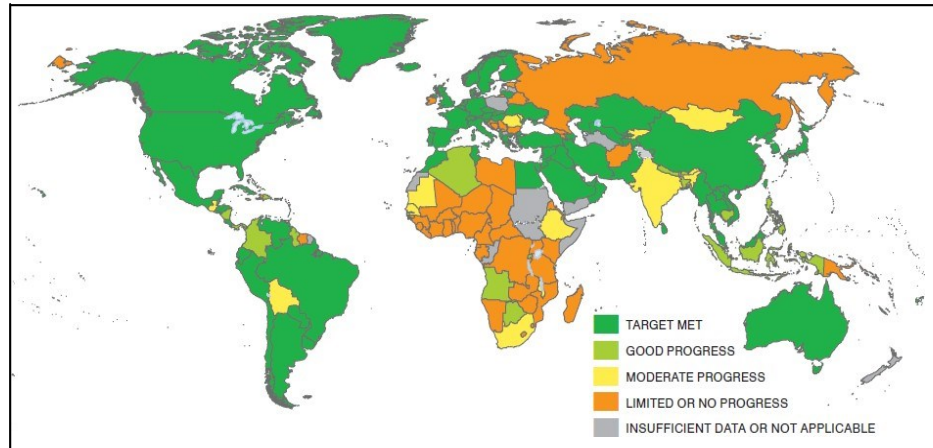 TARGET MET
GOOD PROGRESS
MODERATE PROGRESS
LIMITED OR NO PROGRESS
INSUFFICIENT DATA OR NOT APPLICABLE